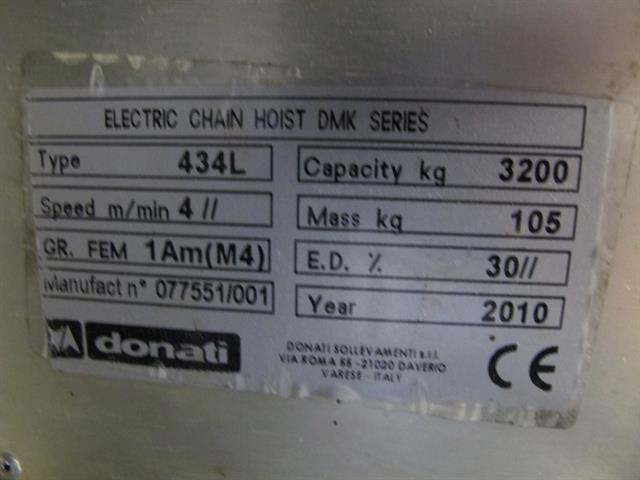 ELECTRIC CHAIN HOIST DMK SERIES
Type 434L
Capacity kg 3200
Speed m/min 4 //
Mass kg 105
GR. FEM 1Am(M4)
E.D. % 30//
Manufact n° 077551/001
Year 2010
donati
DONATI SOLLEVAMENTI s.r.l.
VIA ROMA 55 -21020 DAVERIO
VARESE - ITALY
CE